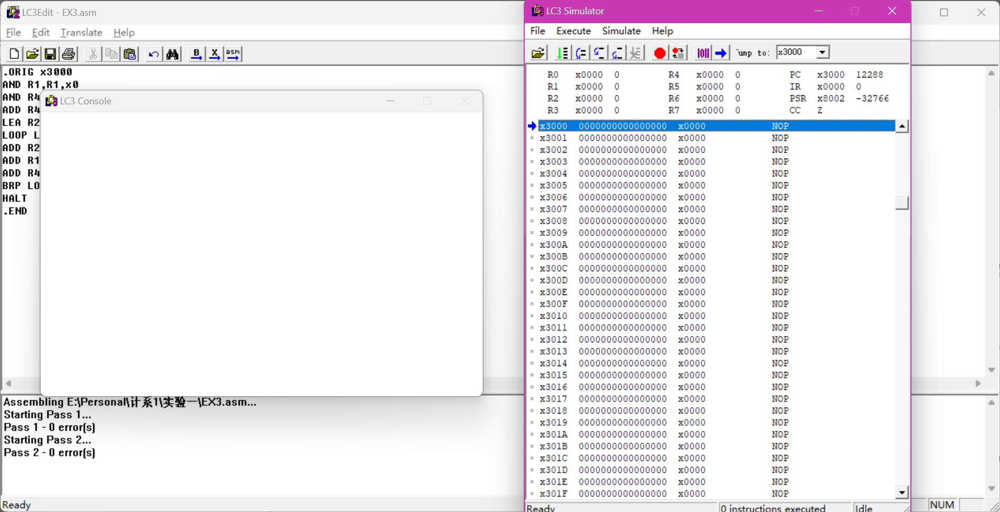 LC3Edit - EX3.asm
File Edit Translate Help
B X asm
.ORIG x3000
AND R1,R1,x0
AND R4
ADD R4
LEA R2
LOOP L
ADD R2
ADD R1
ADD R4
BRP LO
HALT
.END
LC3 Console
Assembling E:\Personal\计系1\实验一\EX3.asm...
Starting Pass 1...
Pass 1 - 0 error(s)
Starting Pass 2...
Pass 2 - 0 error(s)
Ready
NUM
LC3 Simulator
File Execute Simulate Help
ump to: x3000
R0 x0000 0 R4 x0000 0 PC x3000 12288
R1 x0000 0 R5 x0000 0 IR x0000 0
R2 x0000 0 R6 x0000 0 PSR x8002 -32766
R3 x0000 0 R7 x0000 0 CC Z
x3000 0000000000000000 x0000 NOP
x3001 0000000000000000 x0000 NOP
x3002 0000000000000000 x0000 NOP
x3003 0000000000000000 x0000 NOP
x3004 0000000000000000 x0000 NOP
x3005 0000000000000000 x0000 NOP
x3006 0000000000000000 x0000 NOP
x3007 0000000000000000 x0000 NOP
x3008 0000000000000000 x0000 NOP
x3009 0000000000000000 x0000 NOP
x300A 0000000000000000 x0000 NOP
x300B 0000000000000000 x0000 NOP
x300C 0000000000000000 x0000 NOP
x300D 0000000000000000 x0000 NOP
x300E 0000000000000000 x0000 NOP
x300F 0000000000000000 x0000 NOP
x3010 0000000000000000 x0000 NOP
x3011 0000000000000000 x0000 NOP
x3012 0000000000000000 x0000 NOP
x3013 0000000000000000 x0000 NOP
x3014 0000000000000000 x0000 NOP
x3015 0000000000000000 x0000 NOP
x3016 0000000000000000 x0000 NOP
x3017 0000000000000000 x0000 NOP
x3018 0000000000000000 x0000 NOP
x3019 0000000000000000 x0000 NOP
x301A 0000000000000000 x0000 NOP
x301B 0000000000000000 x0000 NOP
x301C 0000000000000000 x0000 NOP
x301D 0000000000000000 x0000 NOP
x301E 0000000000000000 x0000 NOP
x301F 0000000000000000 x0000 NOP
Ready 0 instructions executed Idle